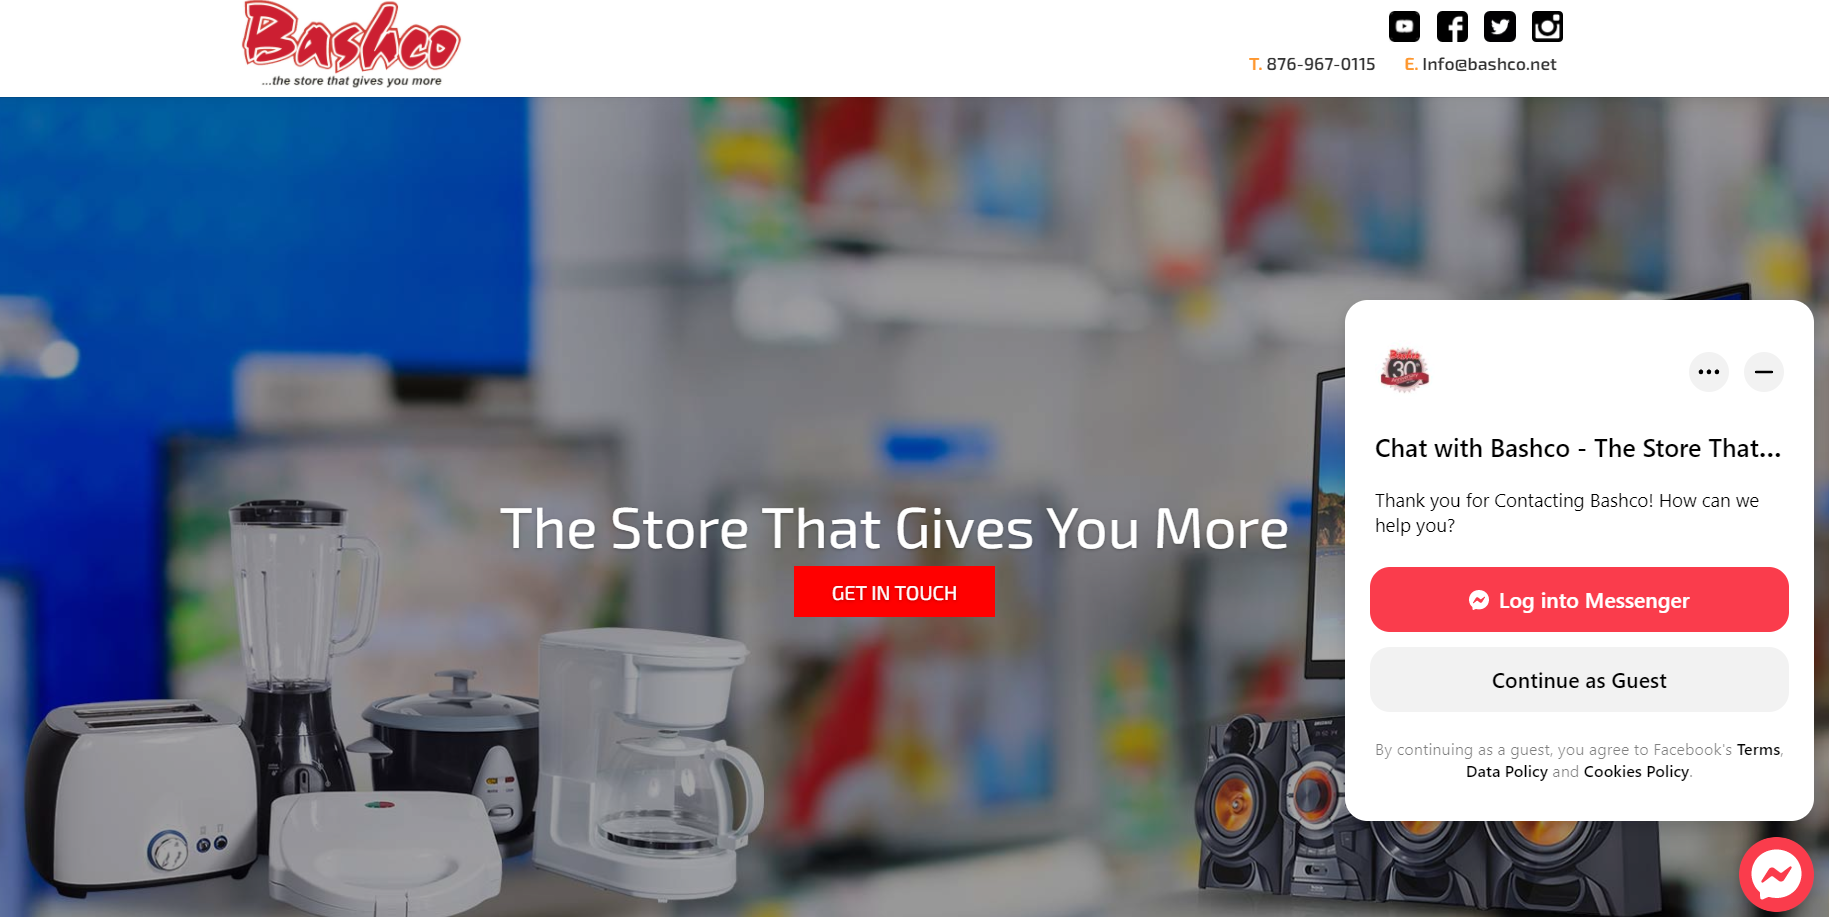 Bashco
...the store that gives you more
T. 876-967-0115 E. Info@bashco.net
Bashco
30
Chat with Bashco - The Store That...
Thank you for Contacting Bashco! How can we
help you?
The Store That Gives You More
GET IN TOUCH
Log into Messenger
Continue as Guest
By continuing as a guest, you agree to Facebook's Terms,
Data Policy and Cookies Policy.